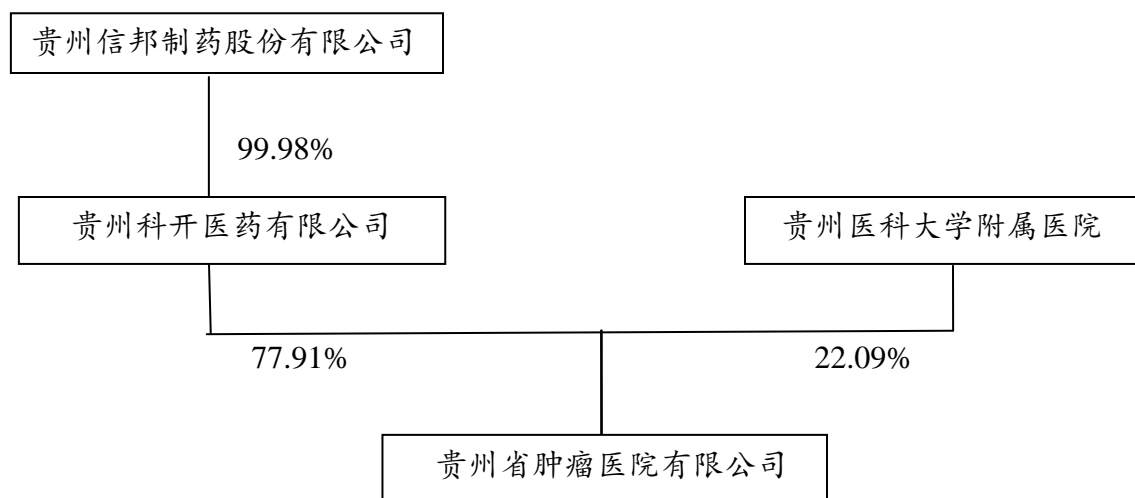 贵州信邦制药股份有限公司
99.98%
贵州科开医药有限公司
贵州医科大学附属医院
77.91%
22.09%
贵州省肿瘤医院有限公司